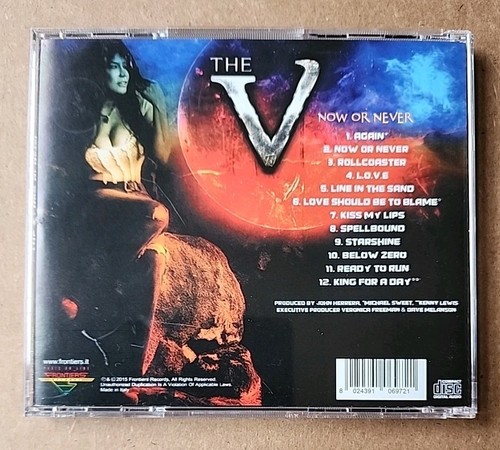 THE
V
NOW OR NEVER
1. AGAIN*
2. NOW OR NEVER
3. ROLLCOASTER
4. L.O.V.E
5. LINE IN THE SAND
6. LOVE SHOULD BE TO BLAME*
7. KISS MY LIPS
8. SPELLBOUND
9. STARSHINE
10. BELOW ZERO
11. READY TO RUN
12. KING FOR A DAY**
PRODUCED BY JOHN HERRERA, *MICHAEL SWEET, **KENNY LEWIS
EXECUTIVE PRODUCER VERONICA FREEMAN & DAVE MELANSON
www.frontiers.it
FRONTIERS
℗& © 2015 Frontiers Records, All Rights Reserved.
Unauthorized Duplication Is A Violation Of Applicable Laws.
Made in Italy
8 024391 069721
COMPACT
disc
DIGITAL AUDIO